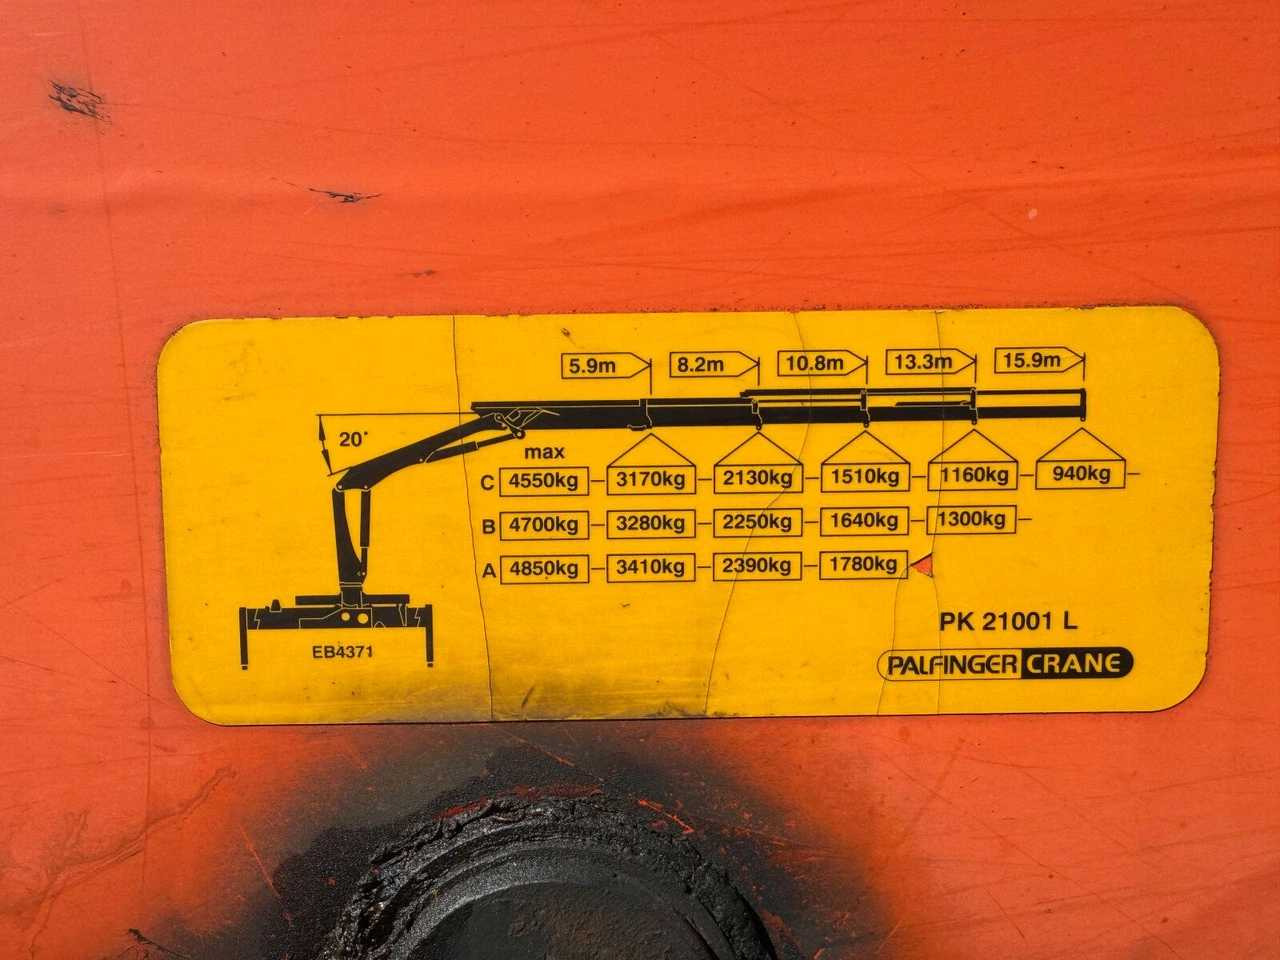 5.9m 8.2m 10.8m 13.3m 15.9m
20°
max
C 4550kg 3170kg 2130kg 1510kg 1160kg 940kg
B 4700kg 3280kg 2250kg 1640kg 1300kg
A 4850kg 3410kg 2390kg 1780kg
PK 21001 L
EB4371
PALFINGER CRANE